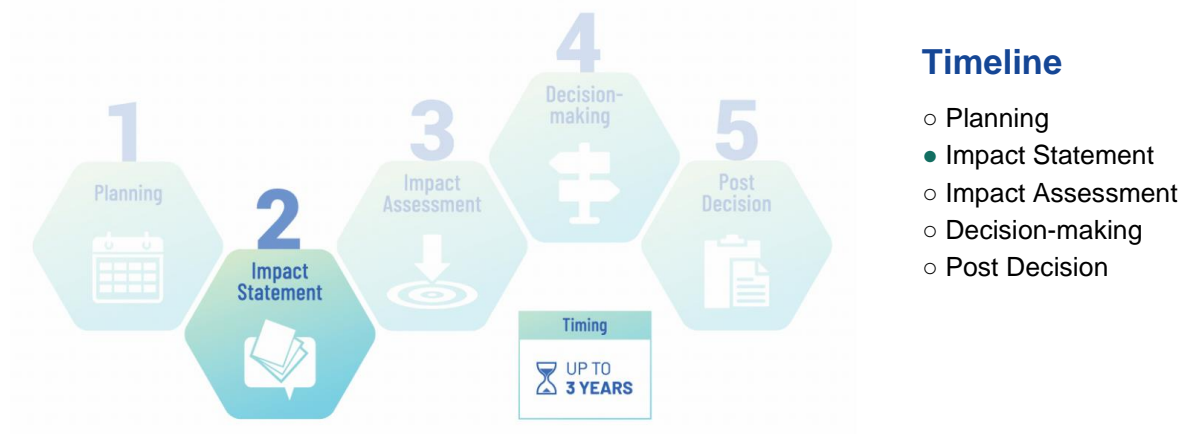 1
Planning
2
Impact
Statement
3
Impact
Assessment
4
Decision-
making
5
Post
Decision
Timing
UP TO
3 YEARS
Timeline
○ Planning
● Impact Statement
○ Impact Assessment
○ Decision-making
○ Post Decision